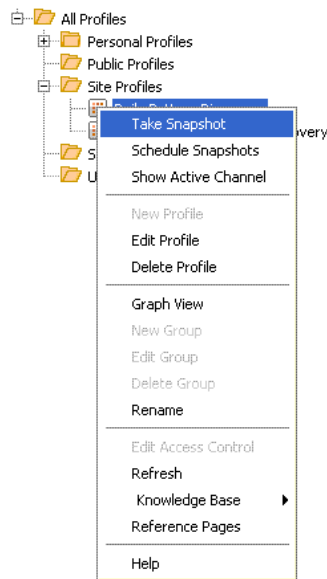 All Profiles
Personal Profiles
Public Profiles
Site Profiles
Take Snapshot
very
Schedule Snapshots
S
Show Active Channel
U
New Profile
Edit Profile
Delete Profile
Graph View
New Group
Edit Group
Delete Group
Rename
Edit Access Control
Refresh
Knowledge Base
Reference Pages
Help